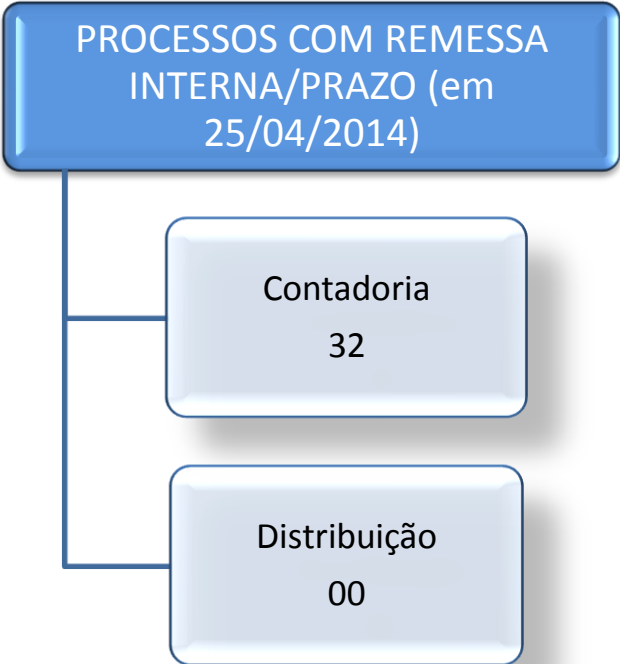 PROCESSOS COM REMESSA
INTERNA/PRAZO (em
25/04/2014)
Contadoria
32
Distribuição
00